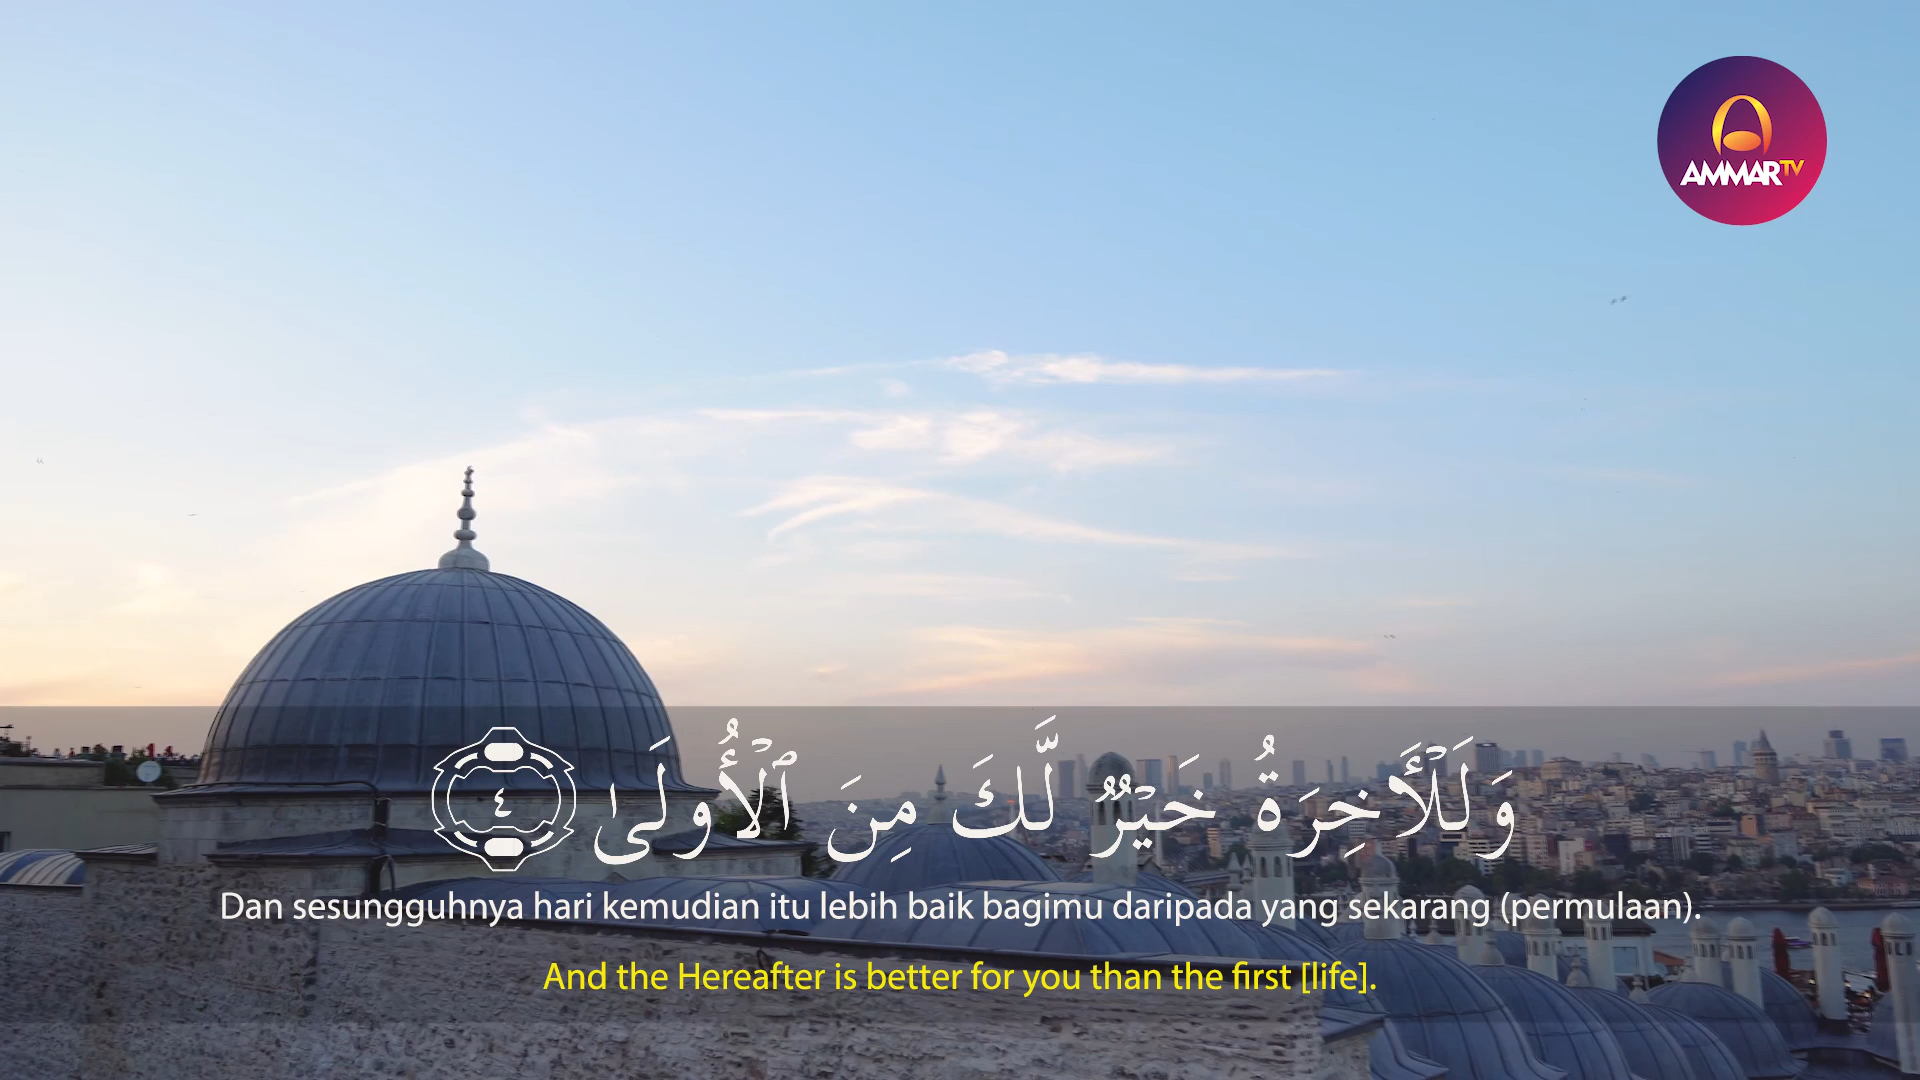 AMMARTV
وَلَلْـَٔاخِرَةُ خَيْرٌ لَّكَ مِنَ ٱلْأُولَىٰ ٤
Dan sesungguhnya hari kemudian itu lebih baik bagimu daripada yang sekarang (permulaan).
And the Hereafter is better for you than the first [life].